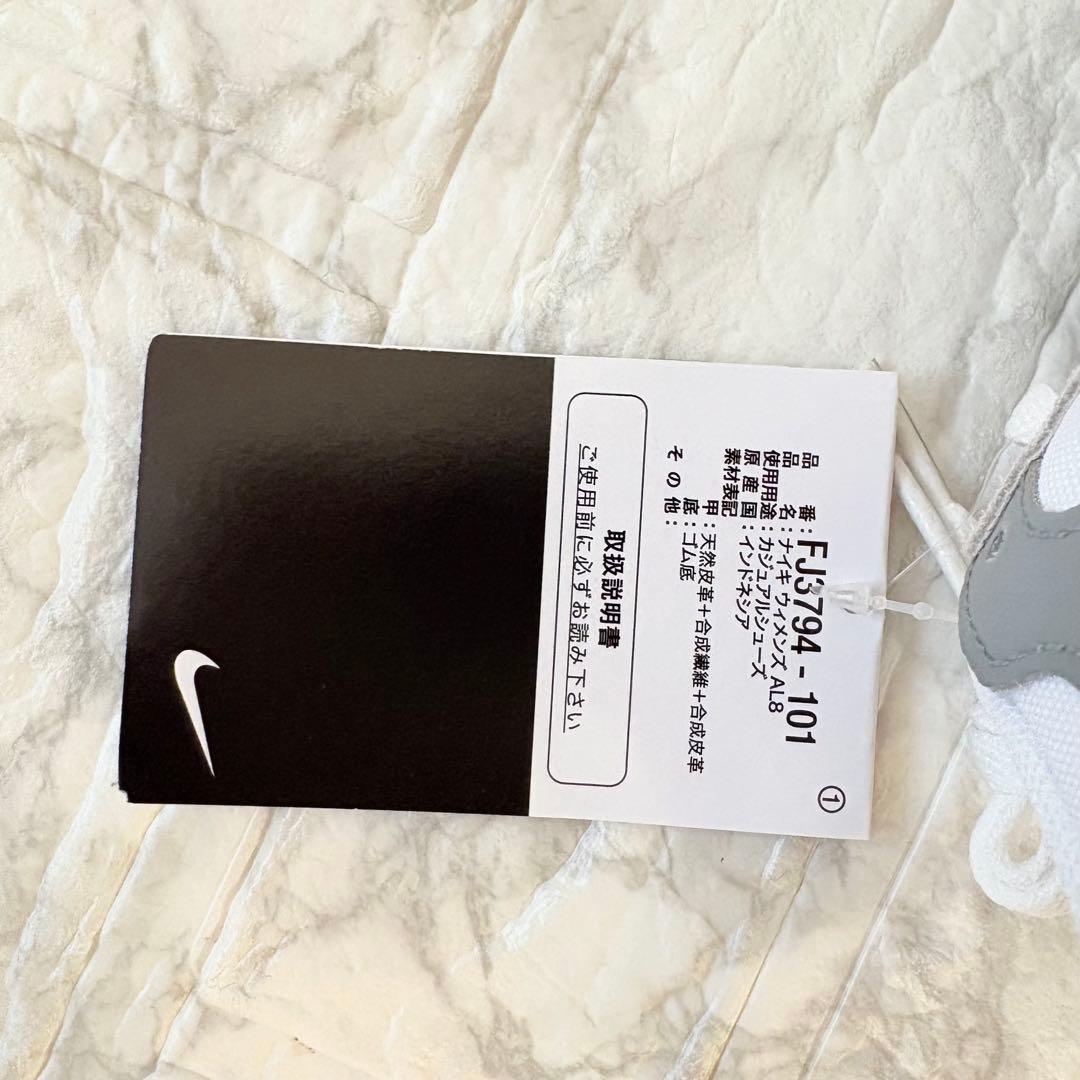 ①
品　　番：FJ3794 - 101
品　　名：ナイキ ウィメンズ AL8
使用用途：カジュアルシューズ
原 産 国：インドネシア
素材表記
甲：天然皮革＋合成繊維＋合成皮革
底：ゴム底
そ の 他：
取扱説明書
ご使用前に必ずお読み下さい